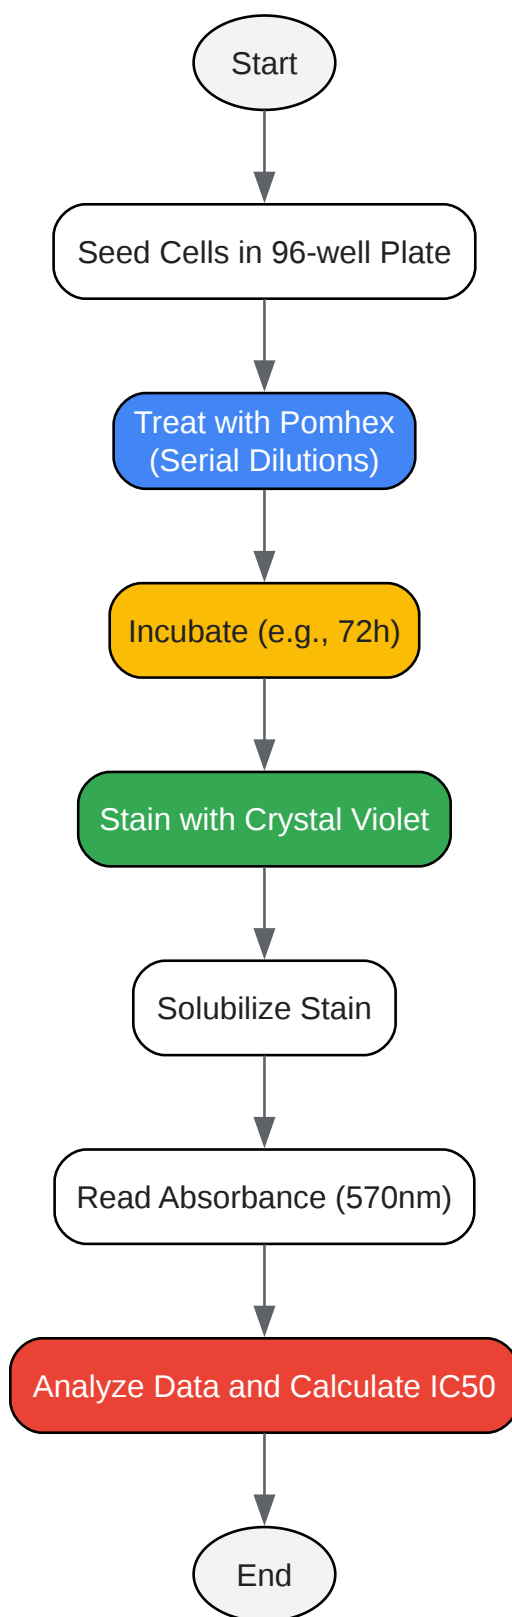 Start
Seed Cells in 96-well Plate
Treat with Pomhex
(Serial Dilutions)
Incubate (e.g., 72h)
Stain with Crystal Violet
Solubilize Stain
Read Absorbance (570nm)
Analyze Data and Calculate IC50
End